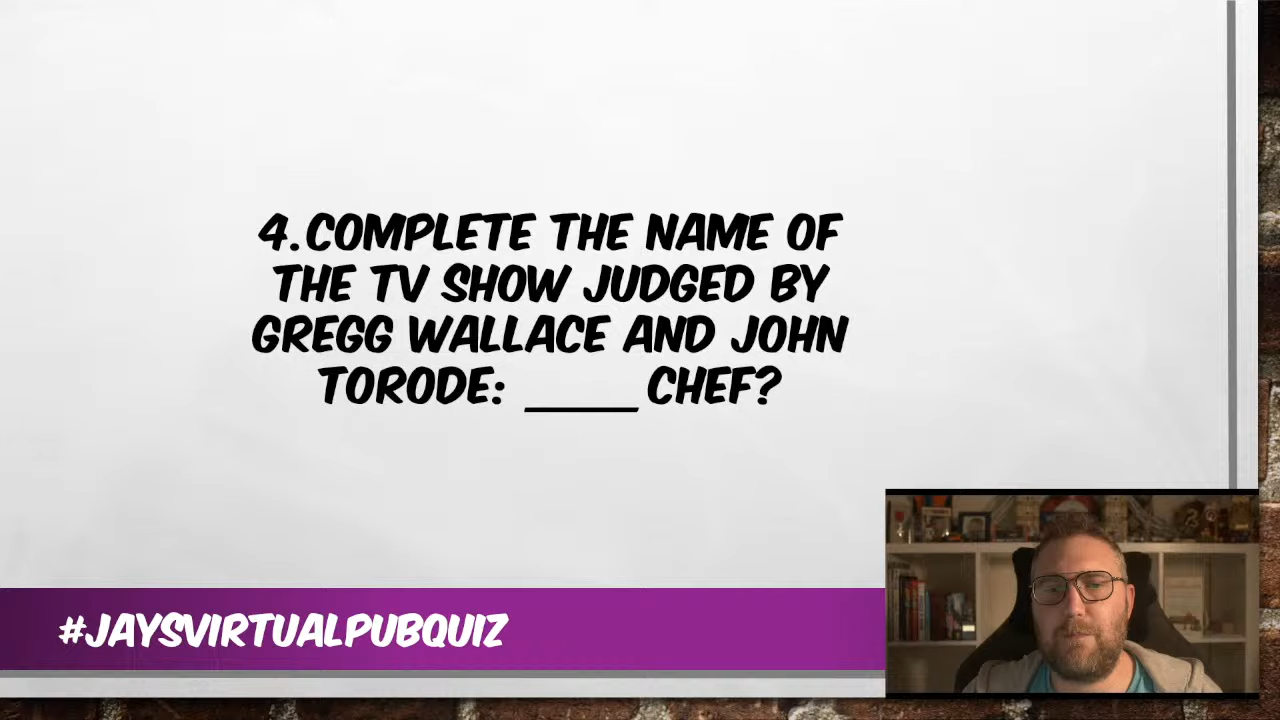 4.COMPLETE THE NAME OF
THE TV SHOW JUDGED BY
GREGG WALLACE AND JOHN
TORODE: _____ CHEF?
#JAYSVIRTUALPUBQUIZ